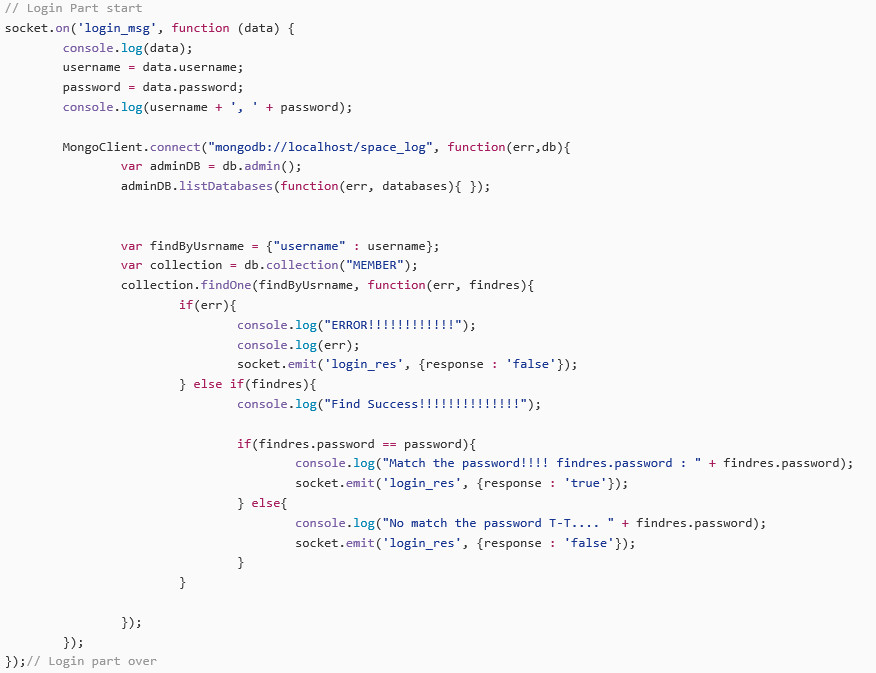 // Login Part start
socket.on('login_msg', function (data) {
        console.log(data);
        username = data.username;
        password = data.password;
        console.log(username + ', ' + password);

        MongoClient.connect("mongodb://localhost/space_log", function(err,db){
                var adminDB = db.admin();
                adminDB.listDatabases(function(err, databases){ });


                var findByUsrname = {"username" : username};
                var collection = db.collection("MEMBER");
                collection.findOne(findByUsrname, function(err, findres){
                        if(err){
                                console.log("ERROR!!!!!!!!!!!!");
                                console.log(err);
                                socket.emit('login_res', {response : 'false'});
                        } else if(findres){
                                console.log("Find Success!!!!!!!!!!!!!!");

                                if(findres.password == password){
                                        console.log("Match the password!!!! findres.password : " + findres.password);
                                        socket.emit('login_res', {response : 'true'});
                                } else{
                                        console.log("No match the password T-T.... " + findres.password);
                                        socket.emit('login_res', {response : 'false'});
                                }
                        }

                });
        });
});// Login part over